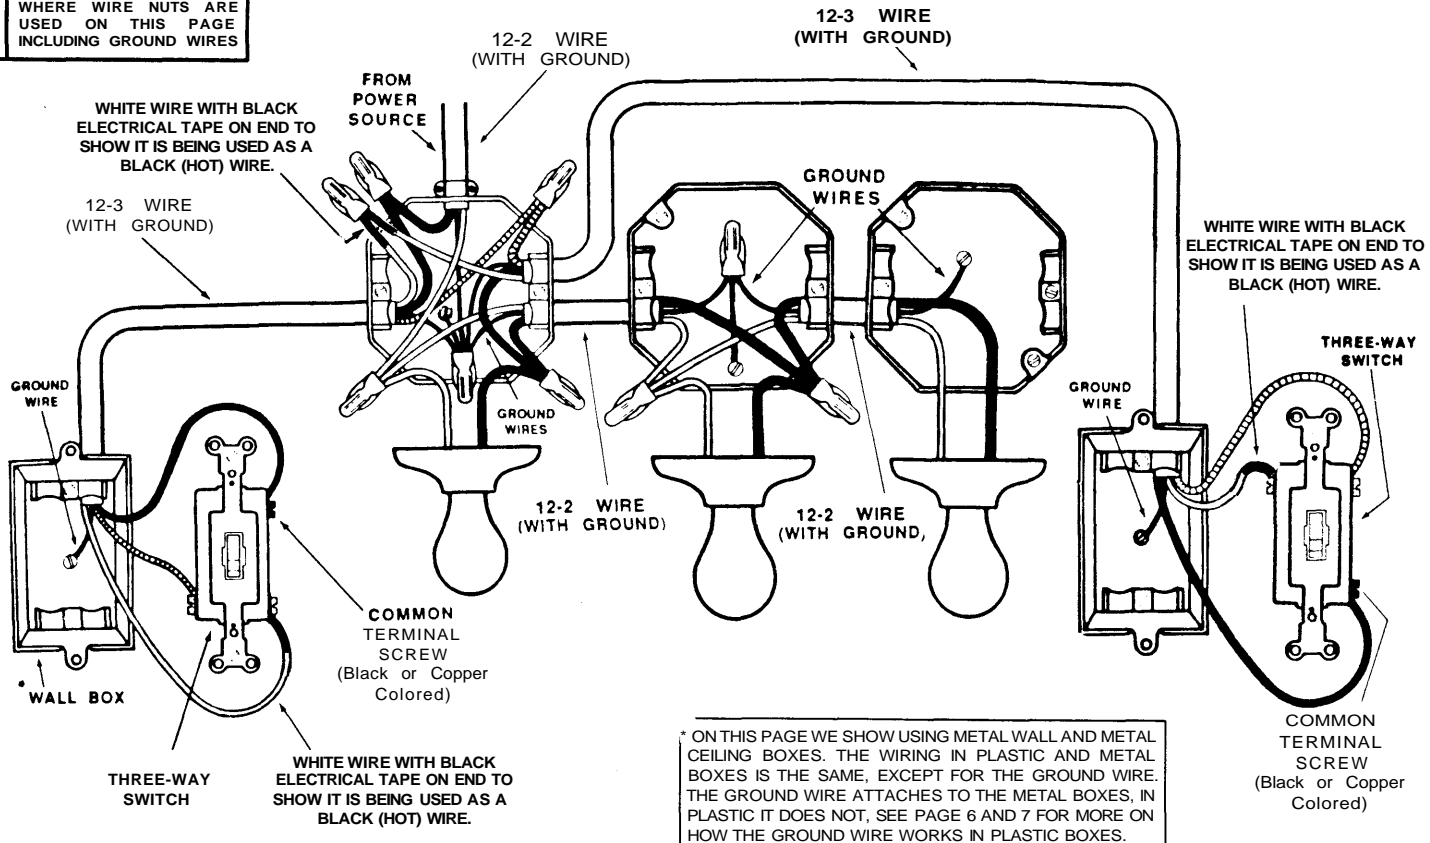 WHERE WIRE NUTS ARE
USED ON THIS PAGE
INCLUDING GROUND WIRES
12-3 WIRE
(WITH GROUND)
12-2 WIRE
(WITH GROUND)
FROM
POWER
SOURCE
WHITE WIRE WITH BLACK
ELECTRICAL TAPE ON END TO
SHOW IT IS BEING USED AS A
BLACK (HOT) WIRE.
12-3 WIRE
(WITH GROUND)
GROUND
WIRES
WHITE WIRE WITH BLACK
ELECTRICAL TAPE ON END TO
SHOW IT IS BEING USED AS A
BLACK (HOT) WIRE.
THREE-WAY
SWITCH
GROUND
WIRE
GROUND
WIRES
GROUND
WIRE
12-2 WIRE
(WITH GROUND)
12-2 WIRE
(WITH GROUND,
COMMON
TERMINAL
SCREW
(Black or Copper
Colored)
* WALL BOX
THREE-WAY
SWITCH
WHITE WIRE WITH BLACK
ELECTRICAL TAPE ON END TO
SHOW IT IS BEING USED AS A
BLACK (HOT) WIRE.
COMMON
TERMINAL
SCREW
(Black or Copper
Colored)
* ON THIS PAGE WE SHOW USING METAL WALL AND METAL
CEILING BOXES. THE WIRING IN PLASTIC AND METAL
BOXES IS THE SAME, EXCEPT FOR THE GROUND WIRE.
THE GROUND WIRE ATTACHES TO THE METAL BOXES, IN
PLASTIC IT DOES NOT, SEE PAGE 6 AND 7 FOR MORE ON
HOW THE GROUND WIRE WORKS IN PLASTIC BOXES.